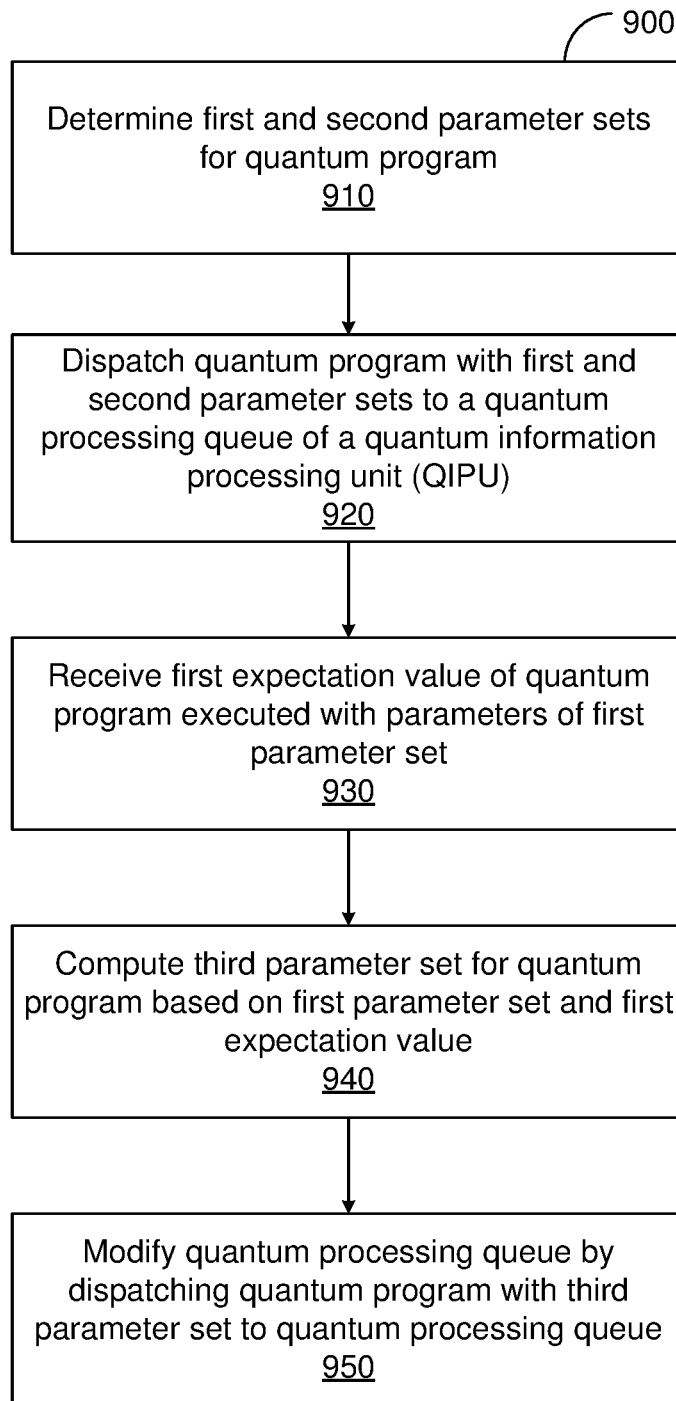 900
Determine first and second parameter sets
for quantum program
910
Dispatch quantum program with first and
second parameter sets to a quantum
processing queue of a quantum information
processing unit (QIPU)
920
Receive first expectation value of quantum
program executed with parameters of first
parameter set
930
Compute third parameter set for quantum
program based on first parameter set and first
expectation value
940
Modify quantum processing queue by
dispatching quantum program with third
parameter set to quantum processing queue
950